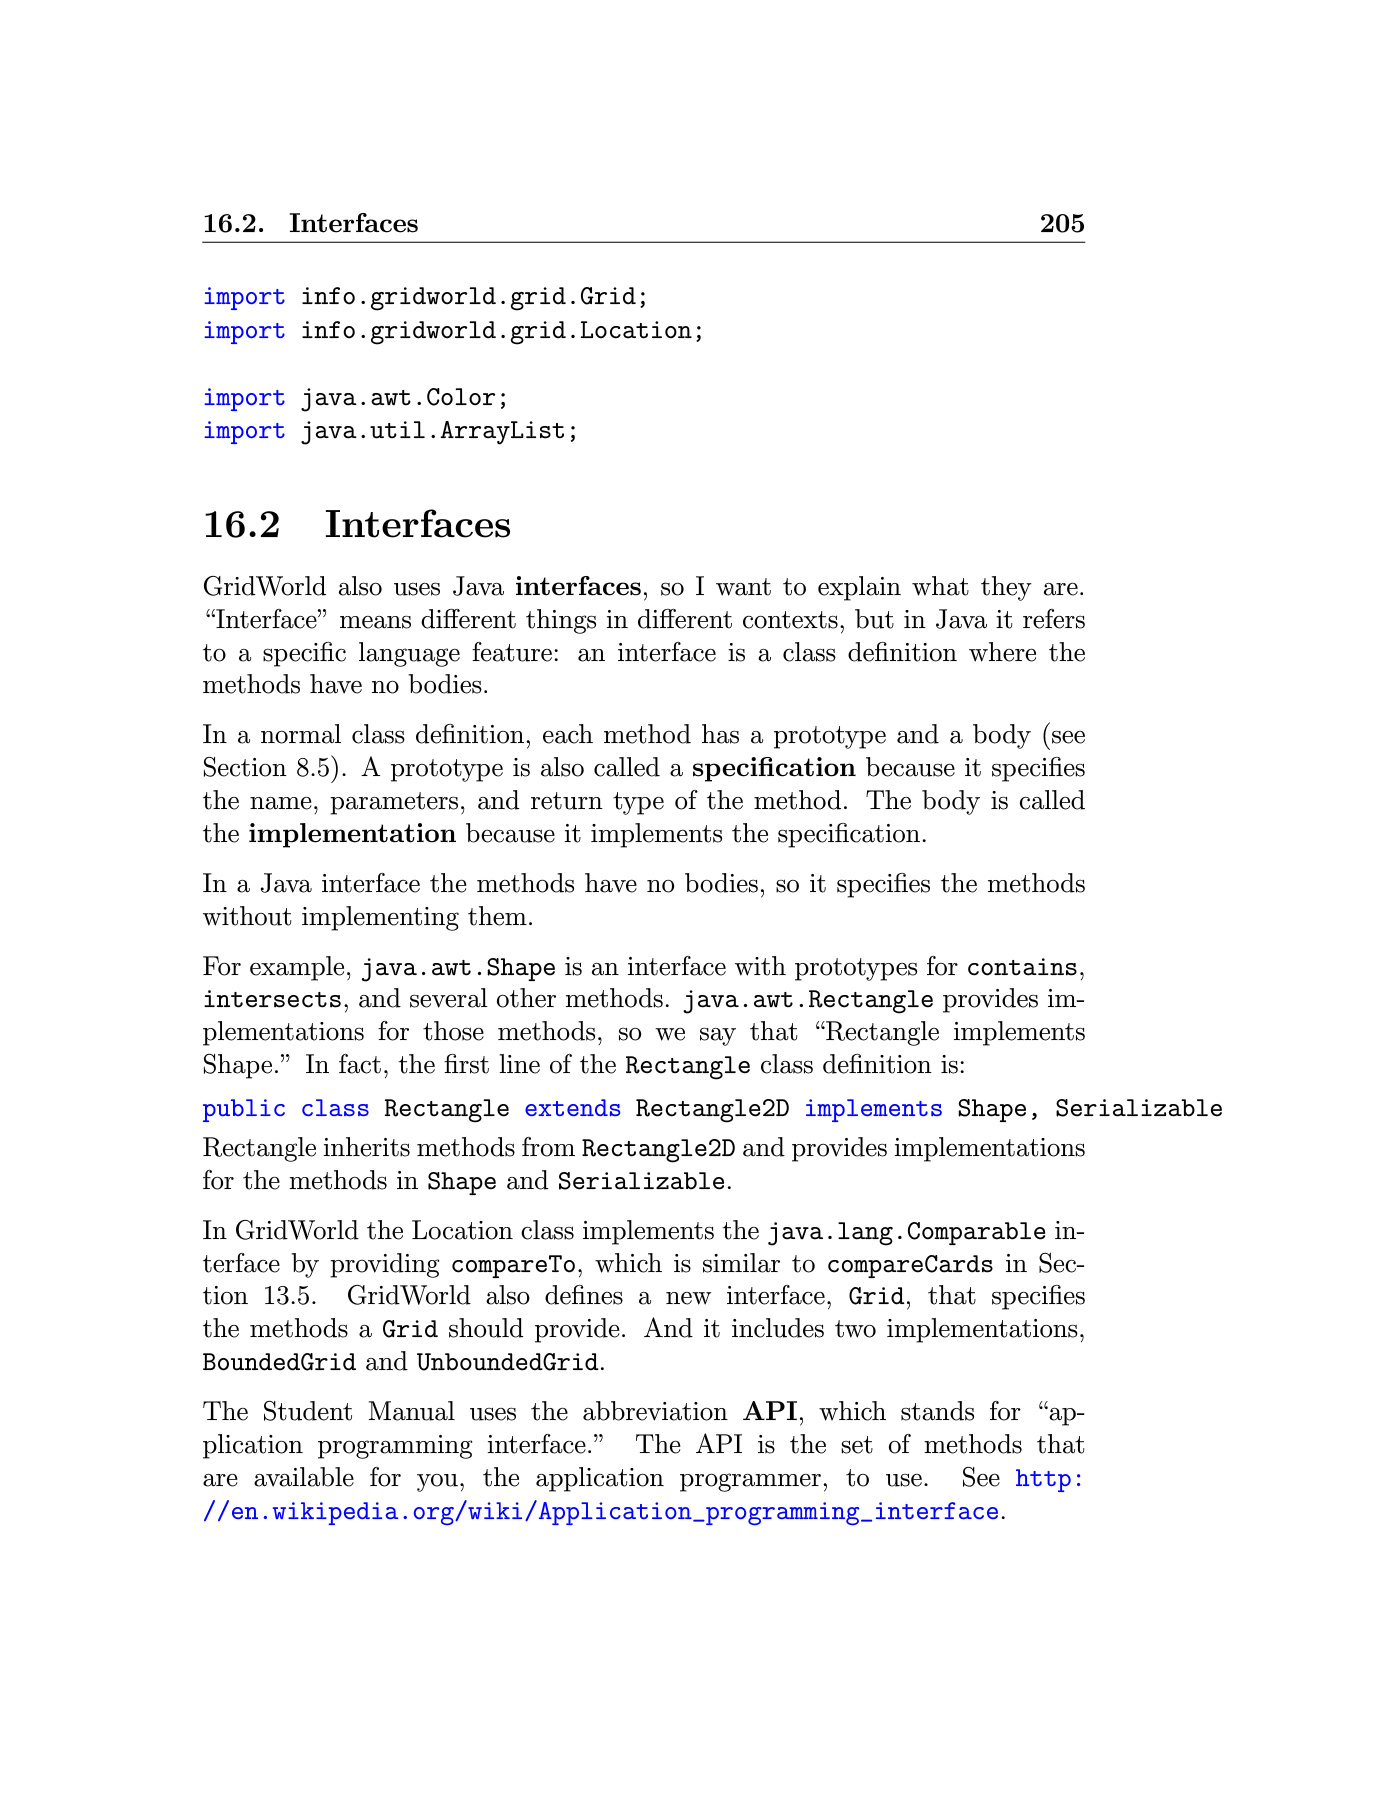 16.2. Interfaces 205
import info.gridworld.grid.Grid;
import info.gridworld.grid.Location;
import java.awt.Color;
import java.util.ArrayList;
16.2 Interfaces
GridWorld also uses Java interfaces, so I want to explain what they are.
“Interface” means different things in different contexts, but in Java it refers
to a specific language feature: an interface is a class definition where the
methods have no bodies.
In a normal class definition, each method has a prototype and a body (see
Section 8.5). A prototype is also called a specification because it specifies
the name, parameters, and return type of the method. The body is called
the implementation because it implements the specification.
In a Java interface the methods have no bodies, so it specifies the methods
without implementing them.
For example, java.awt.Shape is an interface with prototypes for contains,
intersects, and several other methods. java.awt.Rectangle provides im-
plementations for those methods, so we say that “Rectangle implements
Shape.” In fact, the first line of the Rectangle class definition is:
public class Rectangle extends Rectangle2D implements Shape, Serializable
Rectangle inherits methods from Rectangle2D and provides implementations
for the methods in Shape and Serializable.
In GridWorld the Location class implements the java.lang.Comparable in-
terface by providing compareTo, which is similar to compareCards in Sec-
tion 13.5. GridWorld also defines a new interface, Grid, that specifies
the methods a Grid should provide. And it includes two implementations,
BoundedGrid and UnboundedGrid.
The Student Manual uses the abbreviation API, which stands for “ap-
plication programming interface.” The API is the set of methods that
are available for you, the application programmer, to use. See http:
//en.wikipedia.org/wiki/Application_programming_interface.